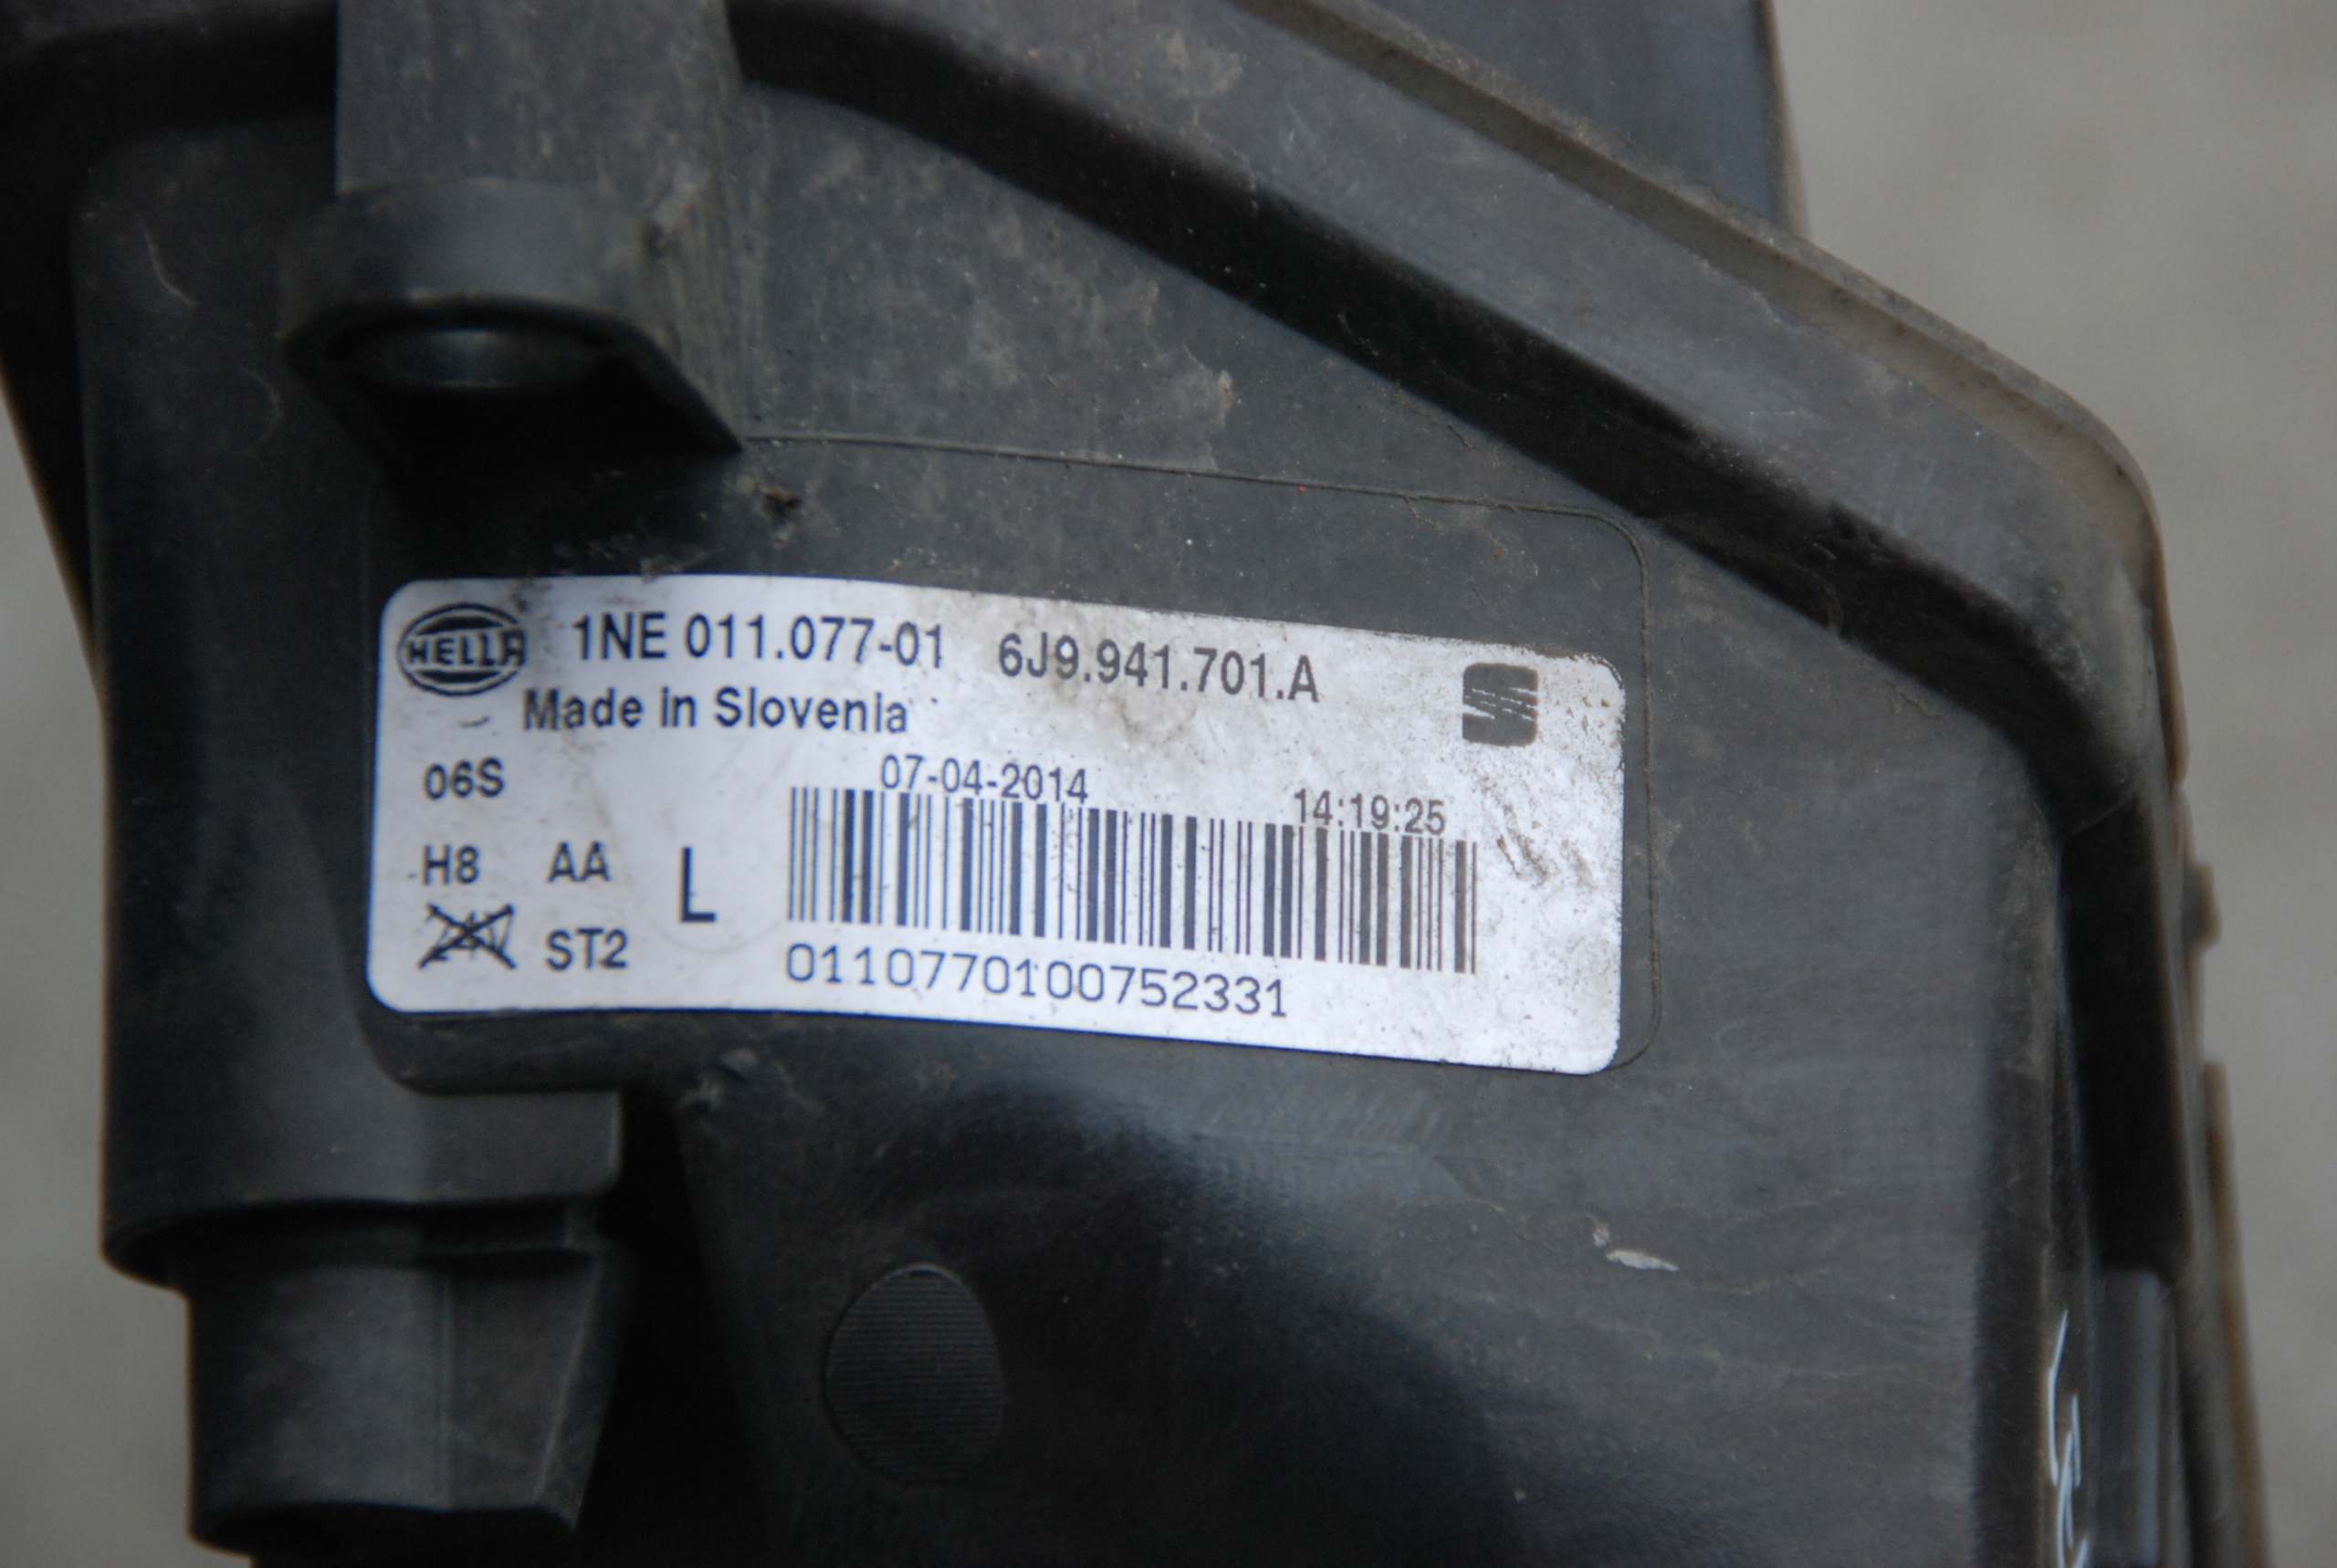 HELLA 1NE 011.077-01 6J9.941.701.A
Made in Slovenia
06S 07-04-2014 14:19:25
H8 AA L
ST2
0110770100752331